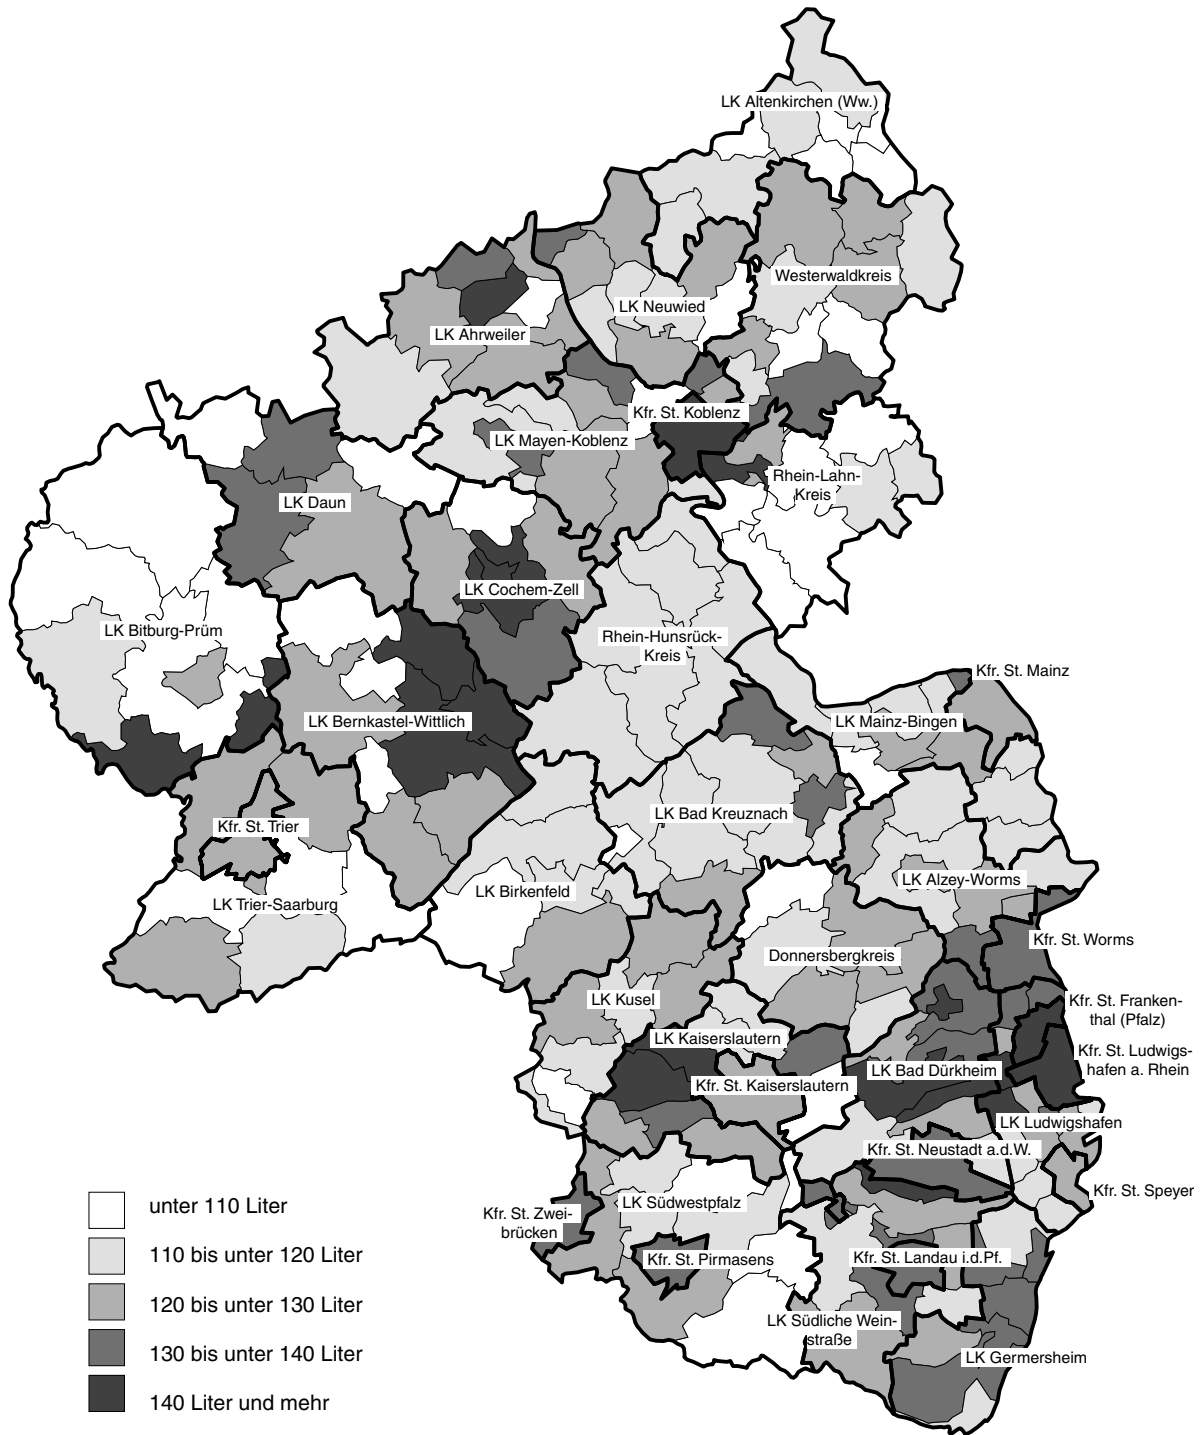 LK Altenkirchen (Ww.)
Westerwaldkreis
LK Neuwied
LK Ahrweiler
Kfr. St. Koblenz
LK Mayen-Koblenz
Rhein-Lahn-
Kreis
LK Daun
LK Cochem-Zell
LK Bitburg-Prüm
Rhein-Hunsrück-
Kreis
Kfr. St. Mainz
LK Bernkastel-Wittlich
LK Mainz-Bingen
LK Bad Kreuznach
Kfr. St. Trier
LK Alzey-Worms
LK Birkenfeld
LK Trier-Saarburg
Kfr. St. Worms
Donnersbergkreis
LK Kusel
Kfr. St. Franken-
thal (Pfalz)
LK Kaiserslautern
Kfr. St. Ludwigs-
hafen a. Rhein
LK Bad Dürkheim
Kfr. St. Kaiserslautern
LK Ludwigshafen
Kfr. St. Neustadt a.d.W.
Kfr. St. Speyer
LK Südwestpfalz
Kfr. St. Zwei-
brücken
Kfr. St. Pirmasens
Kfr. St. Landau i.d.Pf.
LK Südliche Wein-
straße
LK Germersheim
unter 110 Liter
110 bis unter 120 Liter
120 bis unter 130 Liter
130 bis unter 140 Liter
140 Liter und mehr